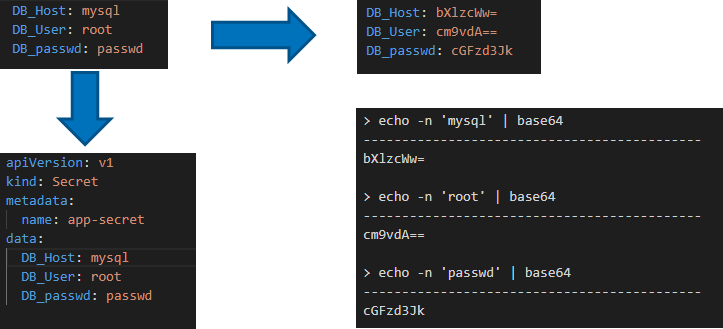 DB_Host: mysql
DB_User: root
DB_passwd: passwd
DB_Host: bXlzcWw=
DB_User: cm9vdA==
DB_passwd: cGFzd3Jk
apiVersion: v1
kind: Secret
metadata:
name: app-secret
data:
DB_Host: mysql
DB_User: root
DB_passwd: passwd
> echo -n 'mysql' | base64
---------------------------------------------
bXlzcWw=
> echo -n 'root' | base64
---------------------------------------------
cm9vdA==
> echo -n 'passwd' | base64
---------------------------------------------
cGFzd3Jk